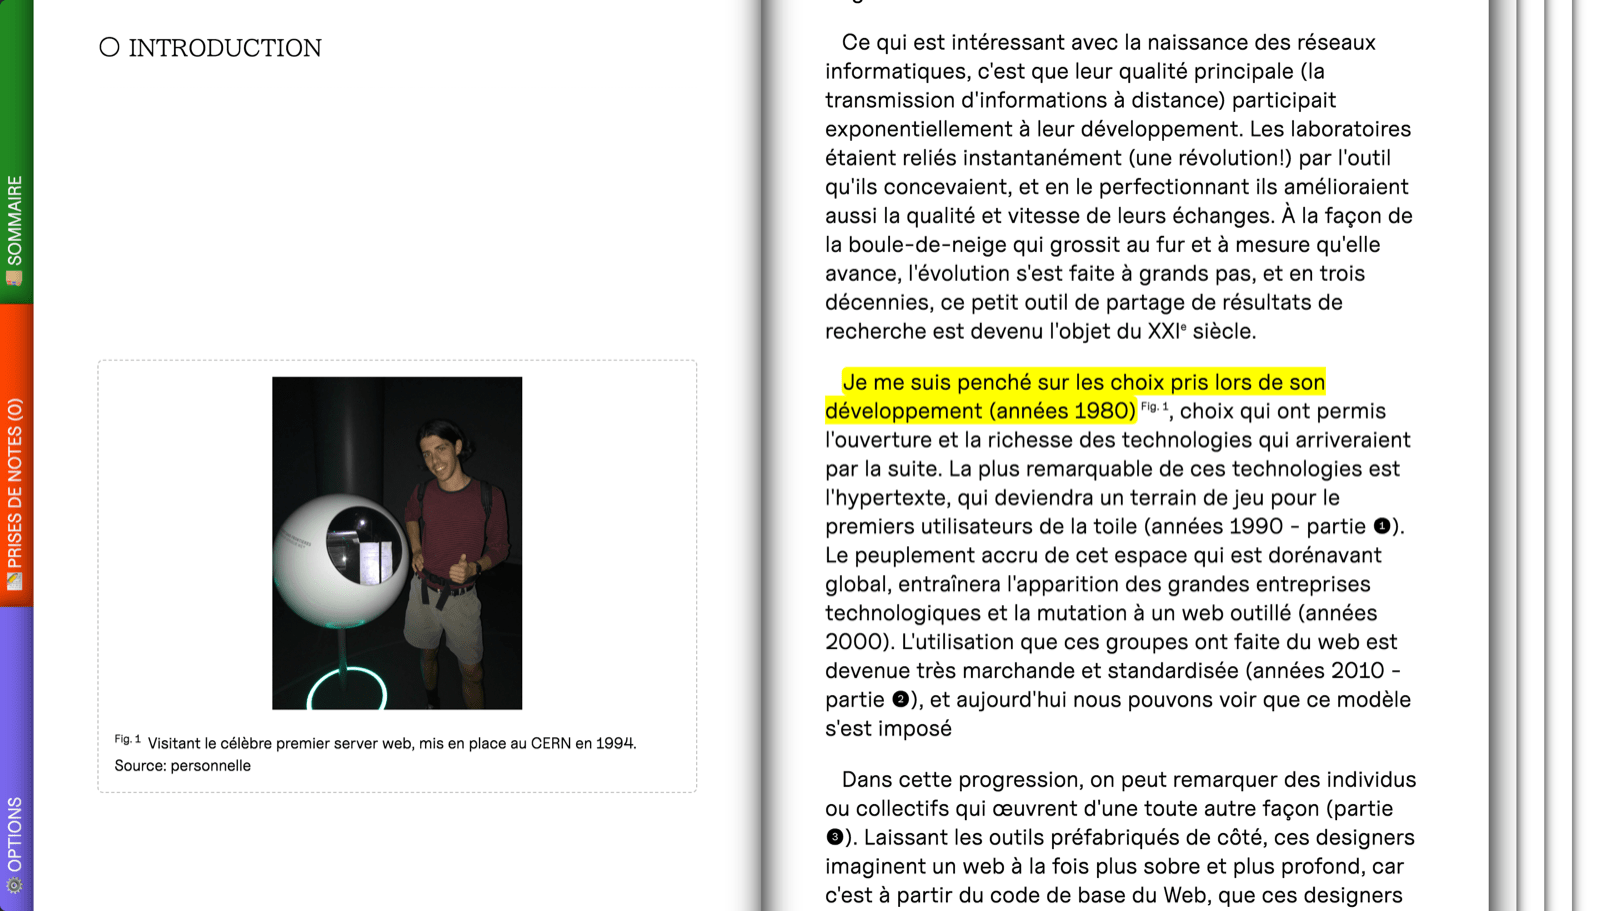 SOMMAIRE
PRISES DE NOTES (0)
OPTIONS
INTRODUCTION
Fig. 1 Visitant le célèbre premier server web, mis en place au CERN en 1994.
Source: personnelle
Ce qui est intéressant avec la naissance des réseaux
informatiques, c'est que leur qualité principale (la
transmission d'informations à distance) participait
exponentiellement à leur développement. Les laboratoires
étaient reliés instantanément (une révolution!) par l'outil
qu'ils concevaient, et en le perfectionnant ils amélioraient
aussi la qualité et vitesse de leurs échanges. À la façon de
la boule-de-neige qui grossit au fur et à mesure qu'elle
avance, l'évolution s'est faite à grands pas, et en trois
décennies, ce petit outil de partage de résultats de
recherche est devenu l'objet du XXIe siècle.
Je me suis penché sur les choix pris lors de son
développement (années 1980) Fig. 1, choix qui ont permis
l'ouverture et la richesse des technologies qui arriveraient
par la suite. La plus remarquable de ces technologies est
l'hypertexte, qui deviendra un terrain de jeu pour le
premiers utilisateurs de la toile (années 1990 - partie ❶).
Le peuplement accru de cet espace qui est dorénavant
global, entraînera l'apparition des grandes entreprises
technologiques et la mutation à un web outillé (années
2000). L'utilisation que ces groupes ont faite du web est
devenue très marchande et standardisée (années 2010 -
partie ❷), et aujourd'hui nous pouvons voir que ce modèle
s'est imposé
Dans cette progression, on peut remarquer des individus
ou collectifs qui œuvrent d'une toute autre façon (partie
❸). Laissant les outils préfabriqués de côté, ces designers
imaginent un web à la fois plus sobre et plus profond, car
c'est à partir du code de base du Web, que ces designers